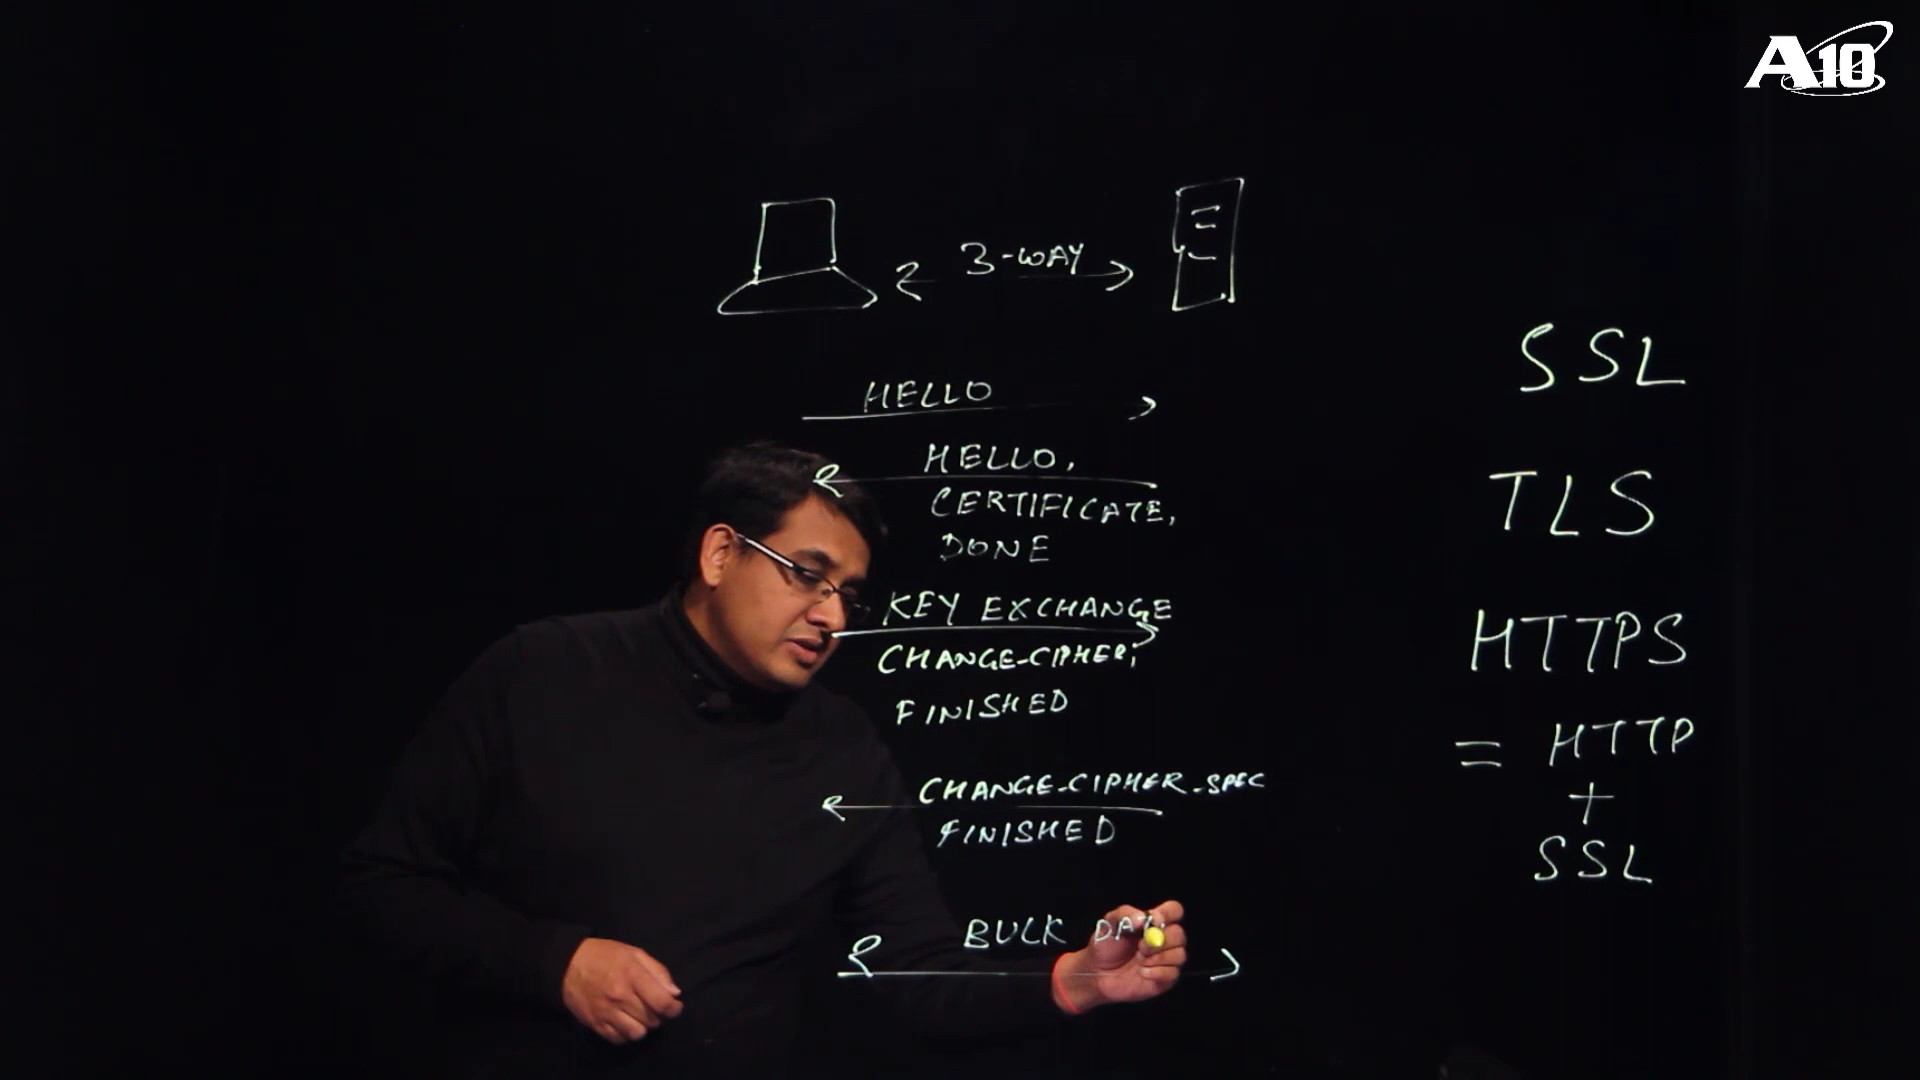 A10
3-WAY
HELLO
HELLO,
CERTIFICATE,
DONE
KEY EXCHANGE
CHANGE-CIPHER,
FINISHED
CHANGE-CIPHER-SPEC
FINISHED
BULK DAT
SSL
TLS
HTTPS
= HTTP
+
SSL